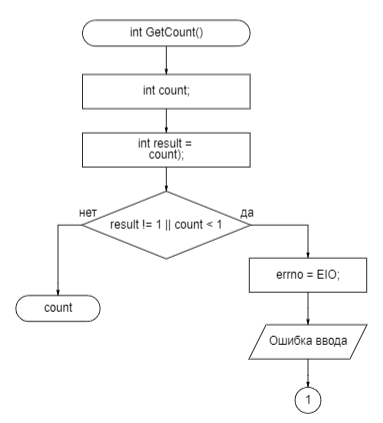 int GetCount()
int count;
int result =
count);
нет
да
result != 1 || count < 1
errno = EIO;
count
Ошибка ввода
1